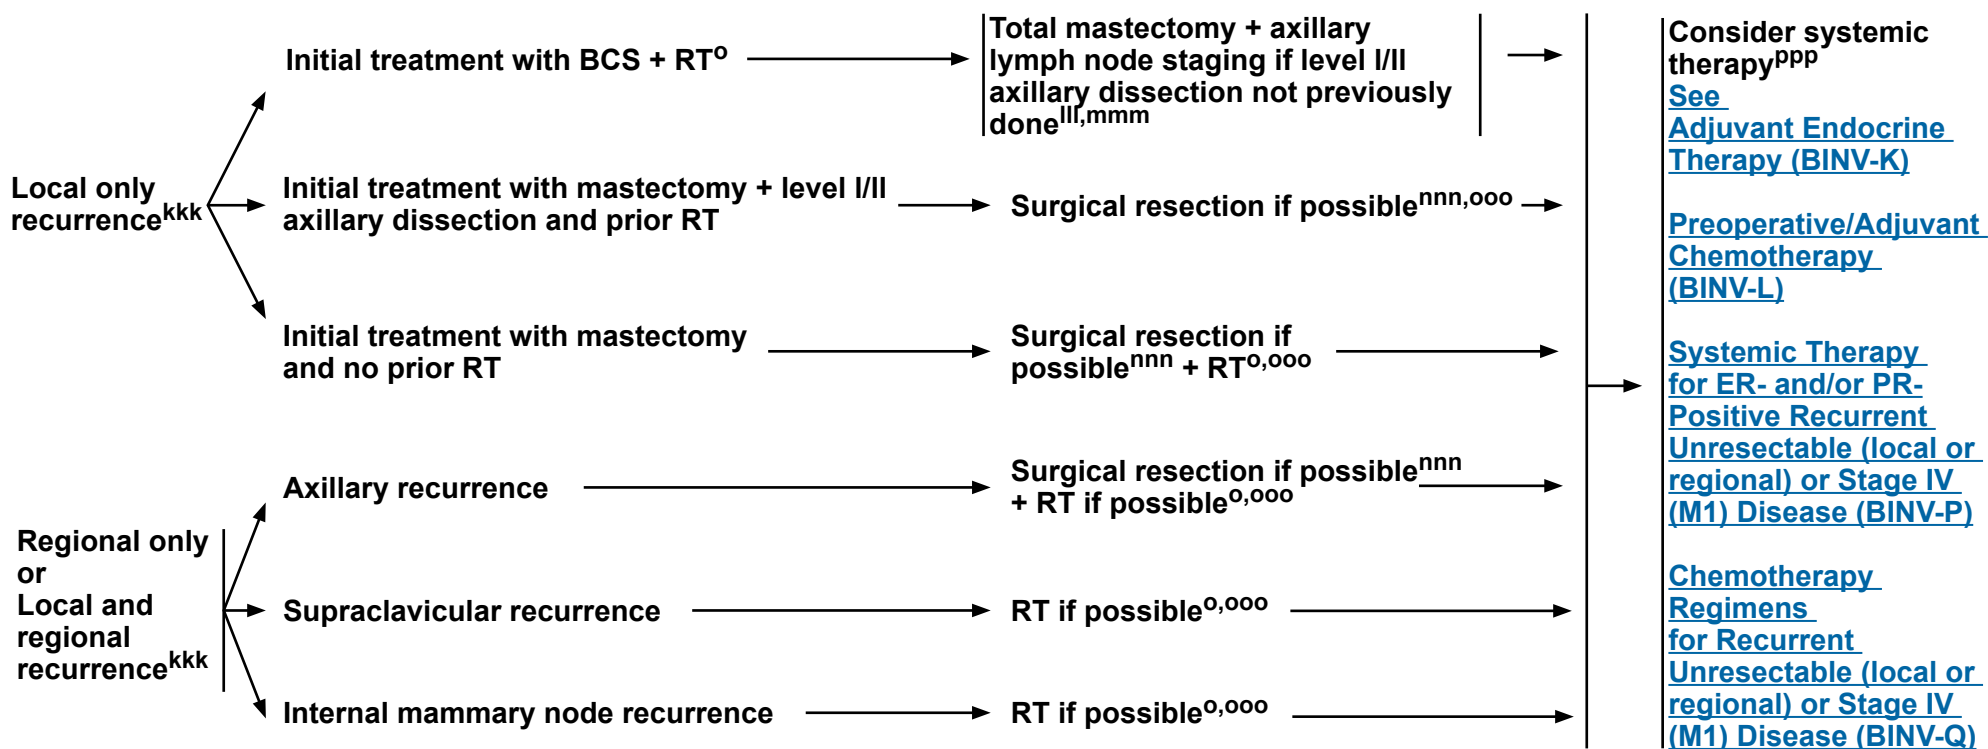 Local only
recurrencekkk
Initial treatment with BCS + RTo
Total mastectomy + axillary
lymph node staging if level I/II
axillary dissection not previously
donelll,mmm
Initial treatment with mastectomy + level I/II
axillary dissection and prior RT
Surgical resection if possiblennn,ooo
Initial treatment with mastectomy
and no prior RT
Surgical resection if
possiblennn + RTo,ooo
Regional only
or
Local and
regional
recurrencekkk
Axillary recurrence
Surgical resection if possiblennn
+ RT if possibleo,ooo
Supraclavicular recurrence
RT if possibleo,ooo
Internal mammary node recurrence
RT if possibleo,ooo
Consider systemic
therapyppp
See
Adjuvant Endocrine
Therapy (BINV-K)
Preoperative/Adjuvant
Chemotherapy
(BINV-L)
Systemic Therapy
for ER- and/or PR-
Positive Recurrent
Unresectable (local or
regional) or Stage IV
(M1) Disease (BINV-P)
Chemotherapy
Regimens
for Recurrent
Unresectable (local or
regional) or Stage IV
(M1) Disease (BINV-Q)